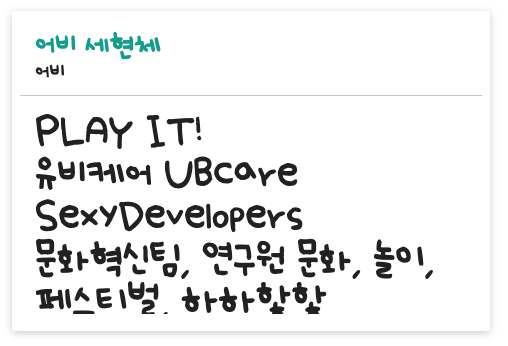 어비 세현체
어비
PLAY IT!
유비케어 UBcare
SexyDevelopers
문화혁신팀, 연구원 문화, 놀이,
페스티벌, 하하핳핳